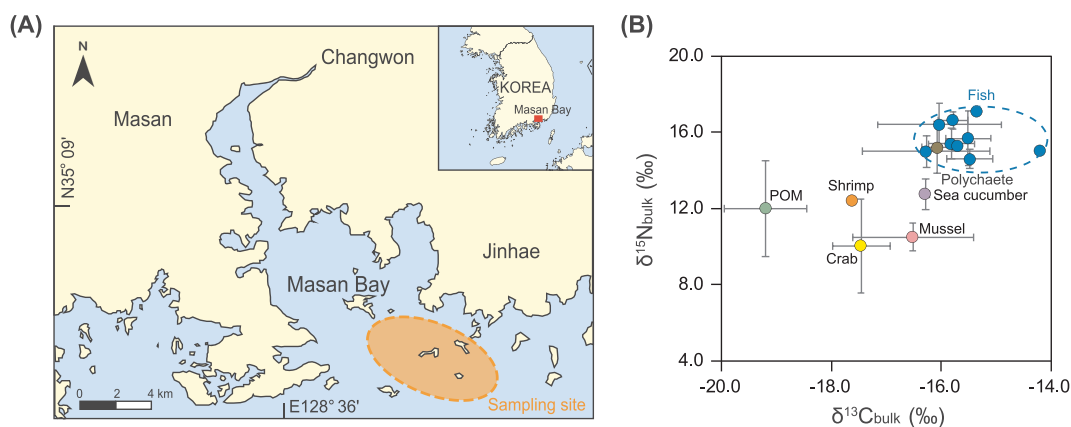 (A)
N
Changwon
Masan
KOREA
Masan Bay
N35° 09'
Jinhae
Masan Bay
0 2 4 km
E128° 36'
Sampling site
(B)
20.0
16.0
12.0
8.0
4.0
δ¹⁵Nbulk (‰)
Fish
Polychaete
Sea cucumber
Shrimp
POM
Mussel
Crab
-20.0 -18.0 -16.0 -14.0
δ¹³Cbulk (‰)